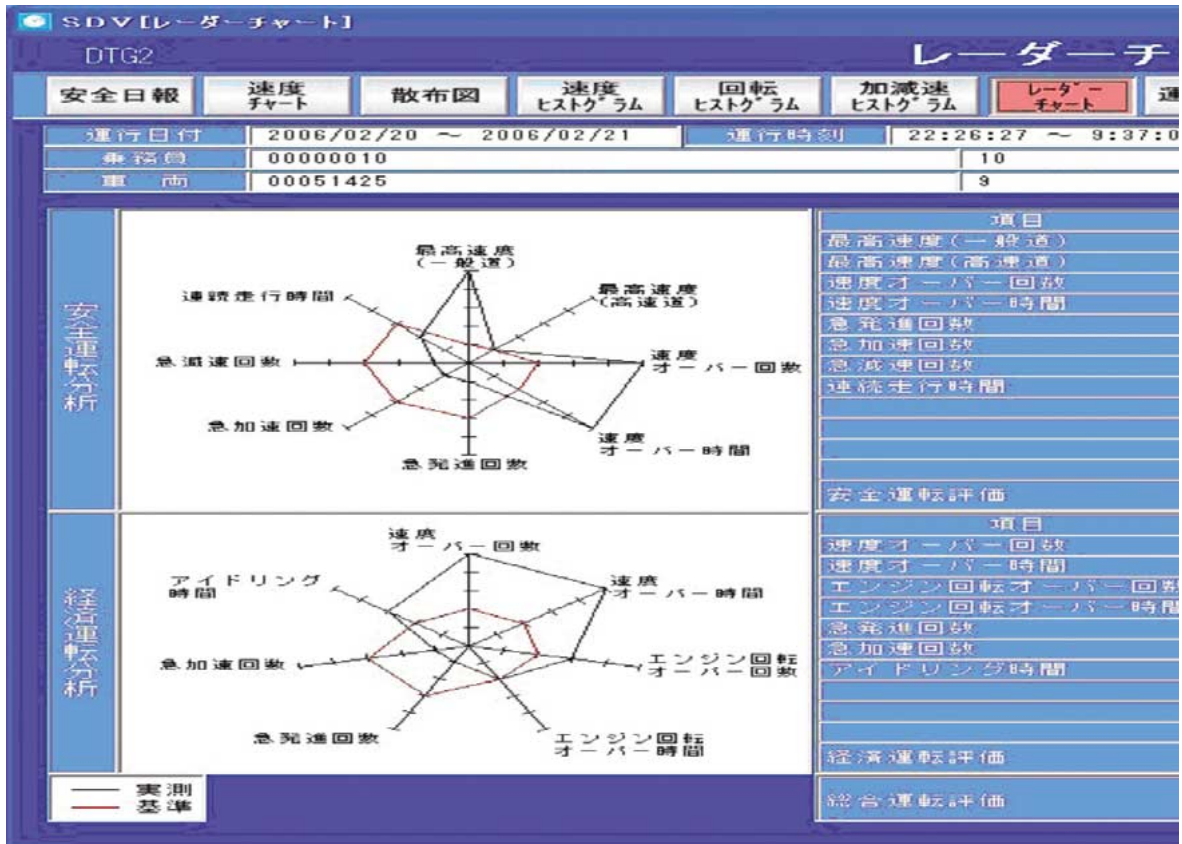 SDV[レーダーチャート]
DTG2
レーダーチ
安全日報
速度
チャート
散布図
速度
ヒストグラム
回転
ヒストグラム
加減速
ヒストグラム
レーダー
チャート
運
運行日付
2006/02/20 ～ 2006/02/21
運行時刻
22:26:27 ～ 9:37:0
乗務員
00000010
10
車両
00051425
9
安全運転分析
最高速度
(一般道)
最高速度
(高速道)
連続走行時間
速度
オーバー回数
急減速回数
急加速回数
速度
オーバー時間
急発進回数
項目
最高速度(一般道)
最高速度(高速道)
速度オーバー回数
速度オーバー時間
急発進回数
急加速回数
急減速回数
連続走行時間
安全運転評価
経済運転分析
速度
オーバー回数
アイドリング
時間
速度
オーバー時間
急加速回数
エンジン回転
オーバー回数
急発進回数
エンジン回転
オーバー時間
項目
速度オーバー回数
速度オーバー時間
エンジン回転オーバー回数
エンジン回転オーバー時間
急発進回数
急加速回数
アイドリング時間
経済運転評価
実測
基準
総合運転評価